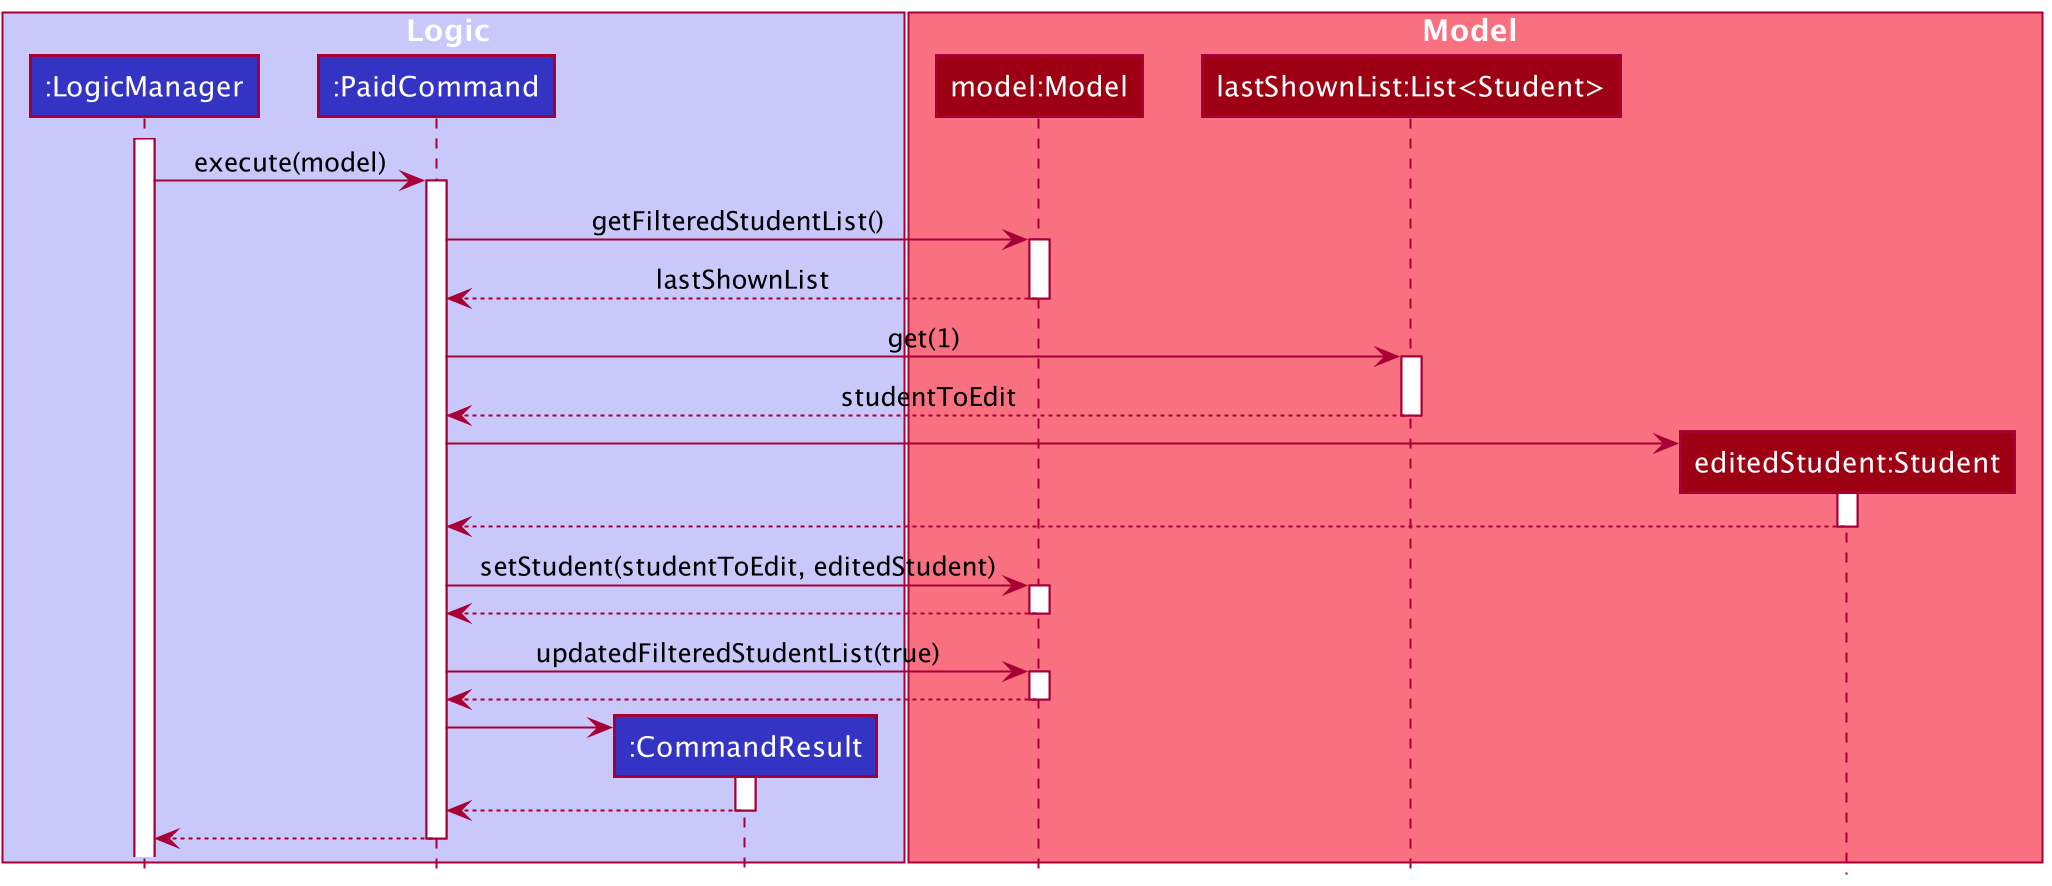 Logic
Model
:LogicManager
:PaidCommand
model:Model
lastShownList:List<Student>
execute(model)
getFilteredStudentList()
lastShownList
get(1)
studentToEdit
editedStudent:Student
setStudent(studentToEdit, editedStudent)
updatedFilteredStudentList(true)
:CommandResult